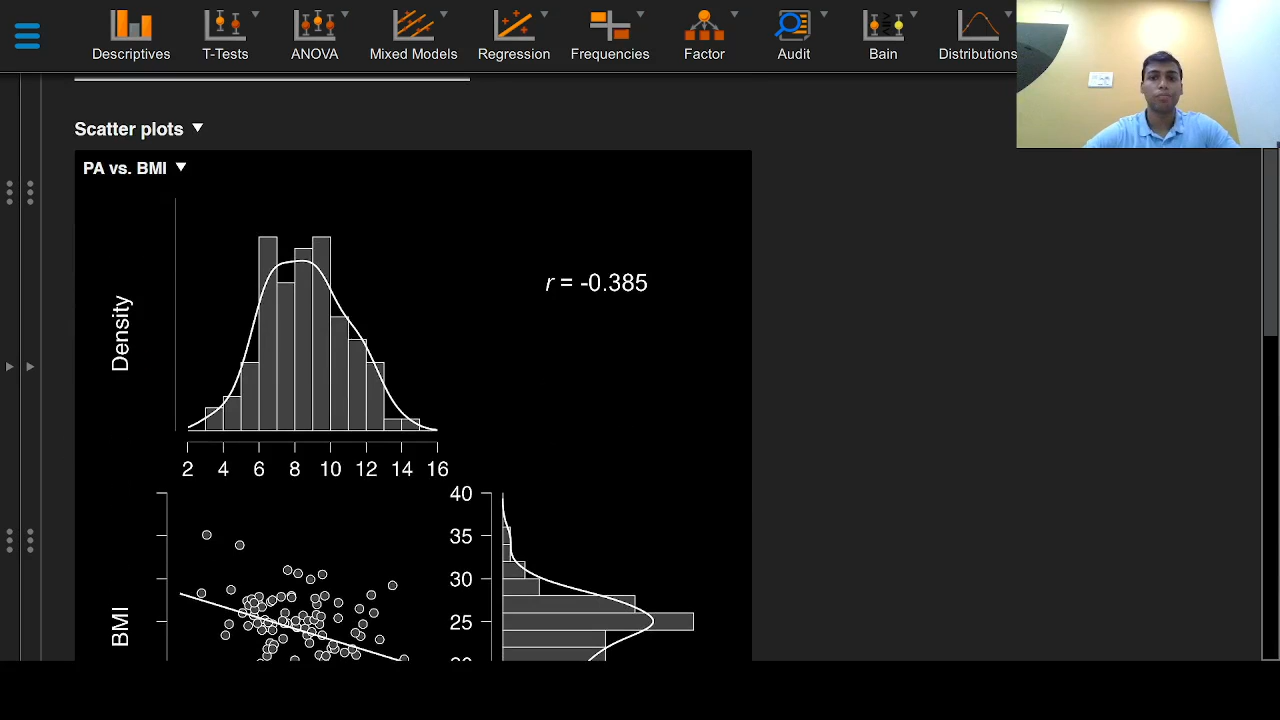 Descriptives T-Tests ANOVA Mixed Models Regression Frequencies Factor Audit Bain Distributions
Scatter plots
PA vs. BMI
Density
r = -0.385
2 4 6 8 10 12 14 16
40
35
30
25
BMI